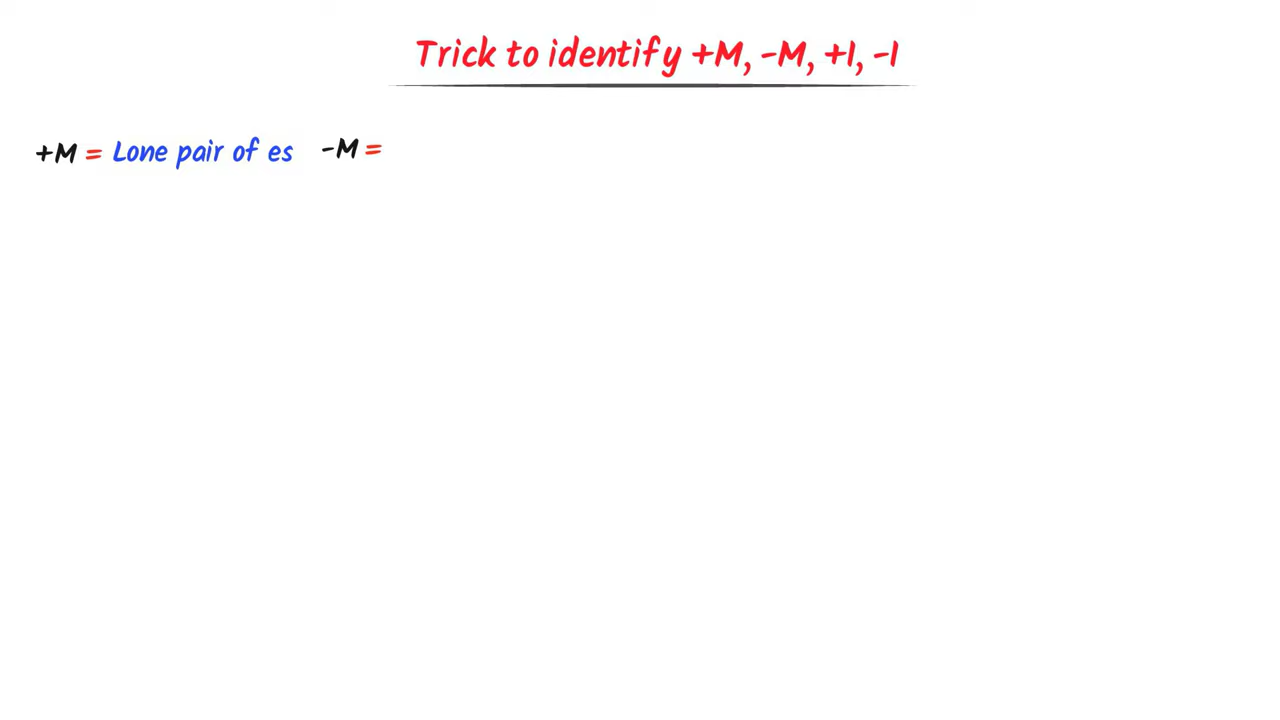 Trick to identify +M, -M, +I, -I
+M = Lone pair of es -M =